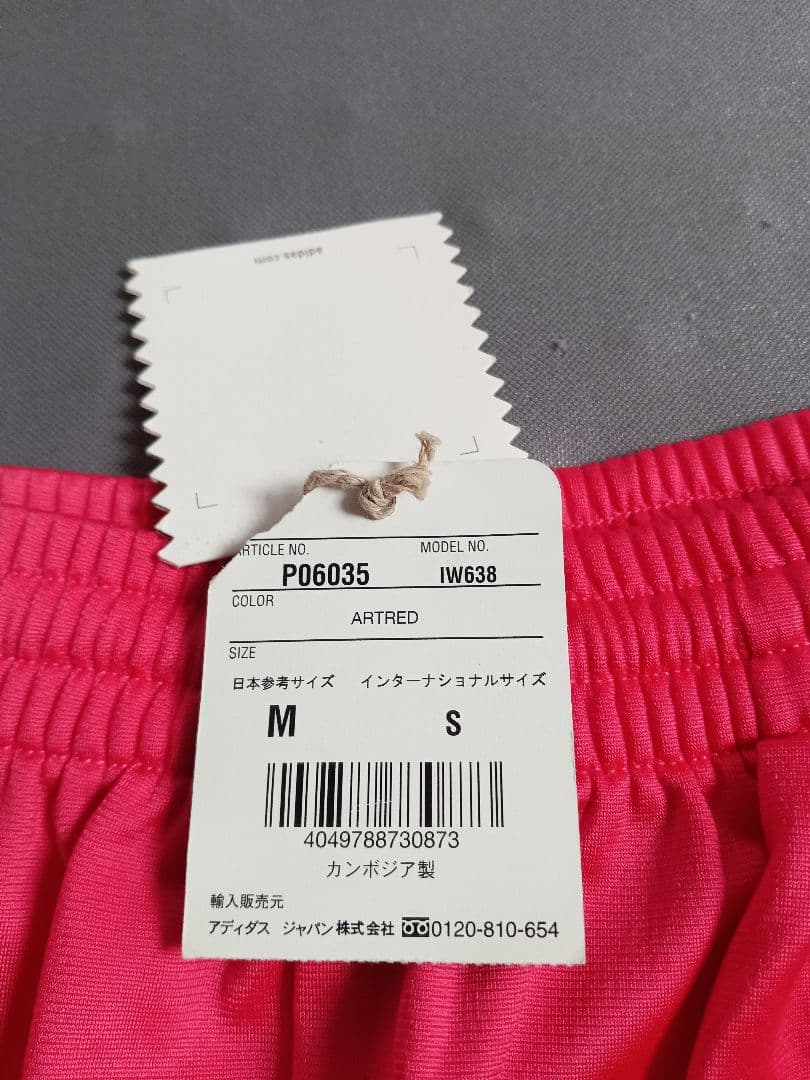 adidas.com
ARTICLE NO. MODEL NO.
P06035 IW638
COLOR
ARTRED
SIZE
日本参考サイズ インターナショナルサイズ
M S
4049788730873
カンボジア製
輸入販売元
アディダス ジャパン株式会社 0120-810-654